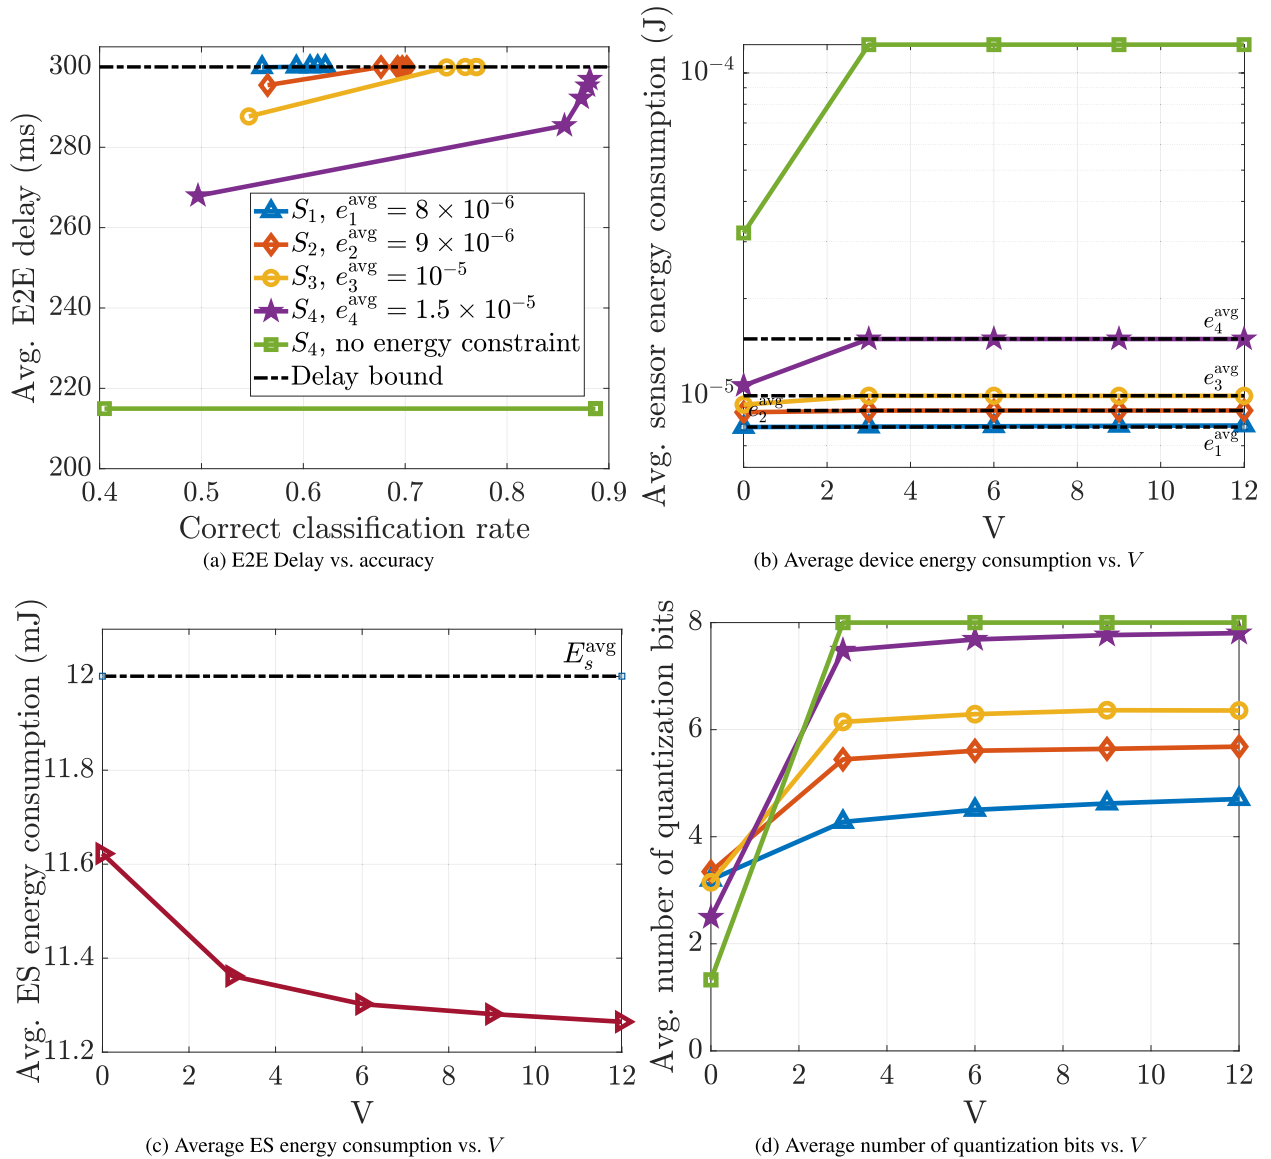 Avg. E2E delay (ms)
300
280
260
240
220
200
0.4 0.5 0.6 0.7 0.8 0.9
Correct classification rate
S₁, e₁ᵃᵛᵍ = 8 × 10⁻⁶
S₂, e₂ᵃᵛᵍ = 9 × 10⁻⁶
S₃, e₃ᵃᵛᵍ = 10⁻⁵
S₄, e₄ᵃᵛᵍ = 1.5 × 10⁻⁵
S₄, no energy constraint
Delay bound
(a) E2E Delay vs. accuracy
Avg. sensor energy consumption (J)
10⁻⁴
10⁻⁵
e₄ᵃᵛᵍ
e₃ᵃᵛᵍ
e₂ᵃᵛᵍ
e₁ᵃᵛᵍ
0 2 4 6 8 10 12
V
(b) Average device energy consumption vs. V
Avg. ES energy consumption (mJ)
12
11.8
11.6
11.4
11.2
Eₛᵃᵛᵍ
0 2 4 6 8 10 12
V
(c) Average ES energy consumption vs. V
Avg. number of quantization bits
8
6
4
2
0
0 2 4 6 8 10 12
V
(d) Average number of quantization bits vs. V